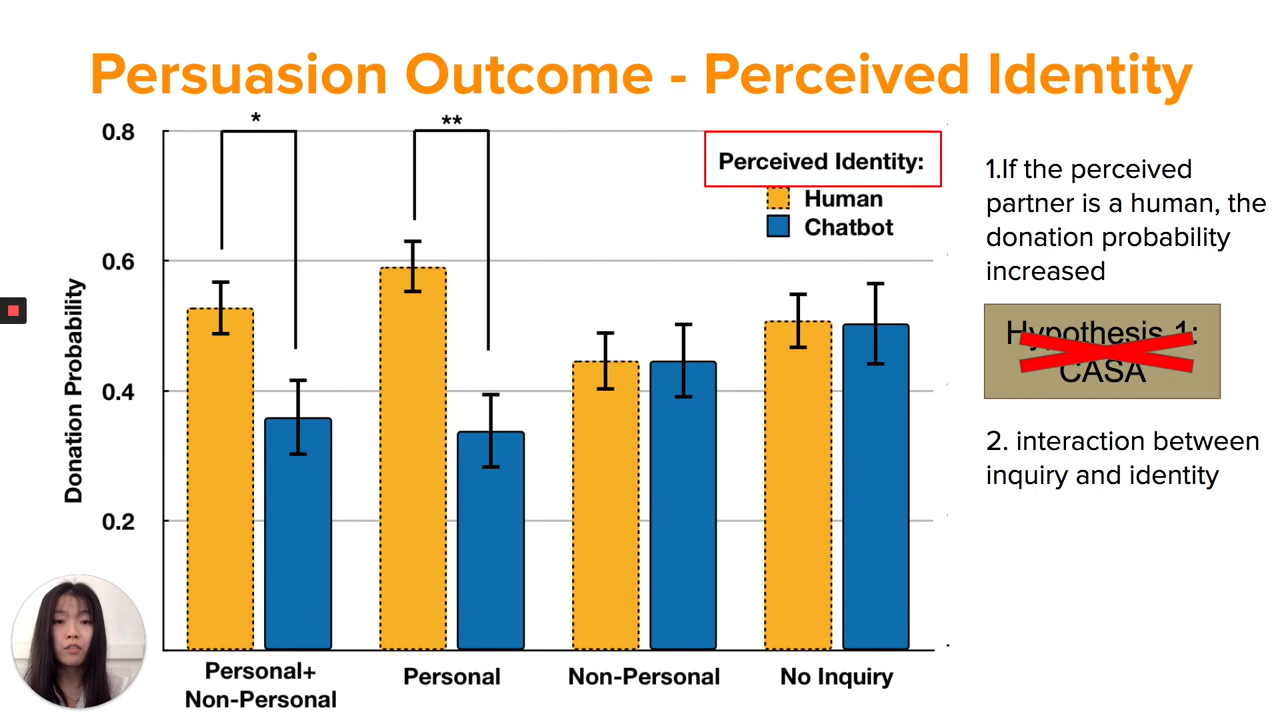 Persuasion Outcome - Perceived Identity
*
**
0.8
0.6
0.4
0.2
Donation Probability
Perceived Identity:
Human
Chatbot
Personal+
Non-Personal
Personal
Non-Personal
No Inquiry
1.If the perceived
partner is a human, the
donation probability
increased
Hypothesis 1:
CASA
2. interaction between
inquiry and identity